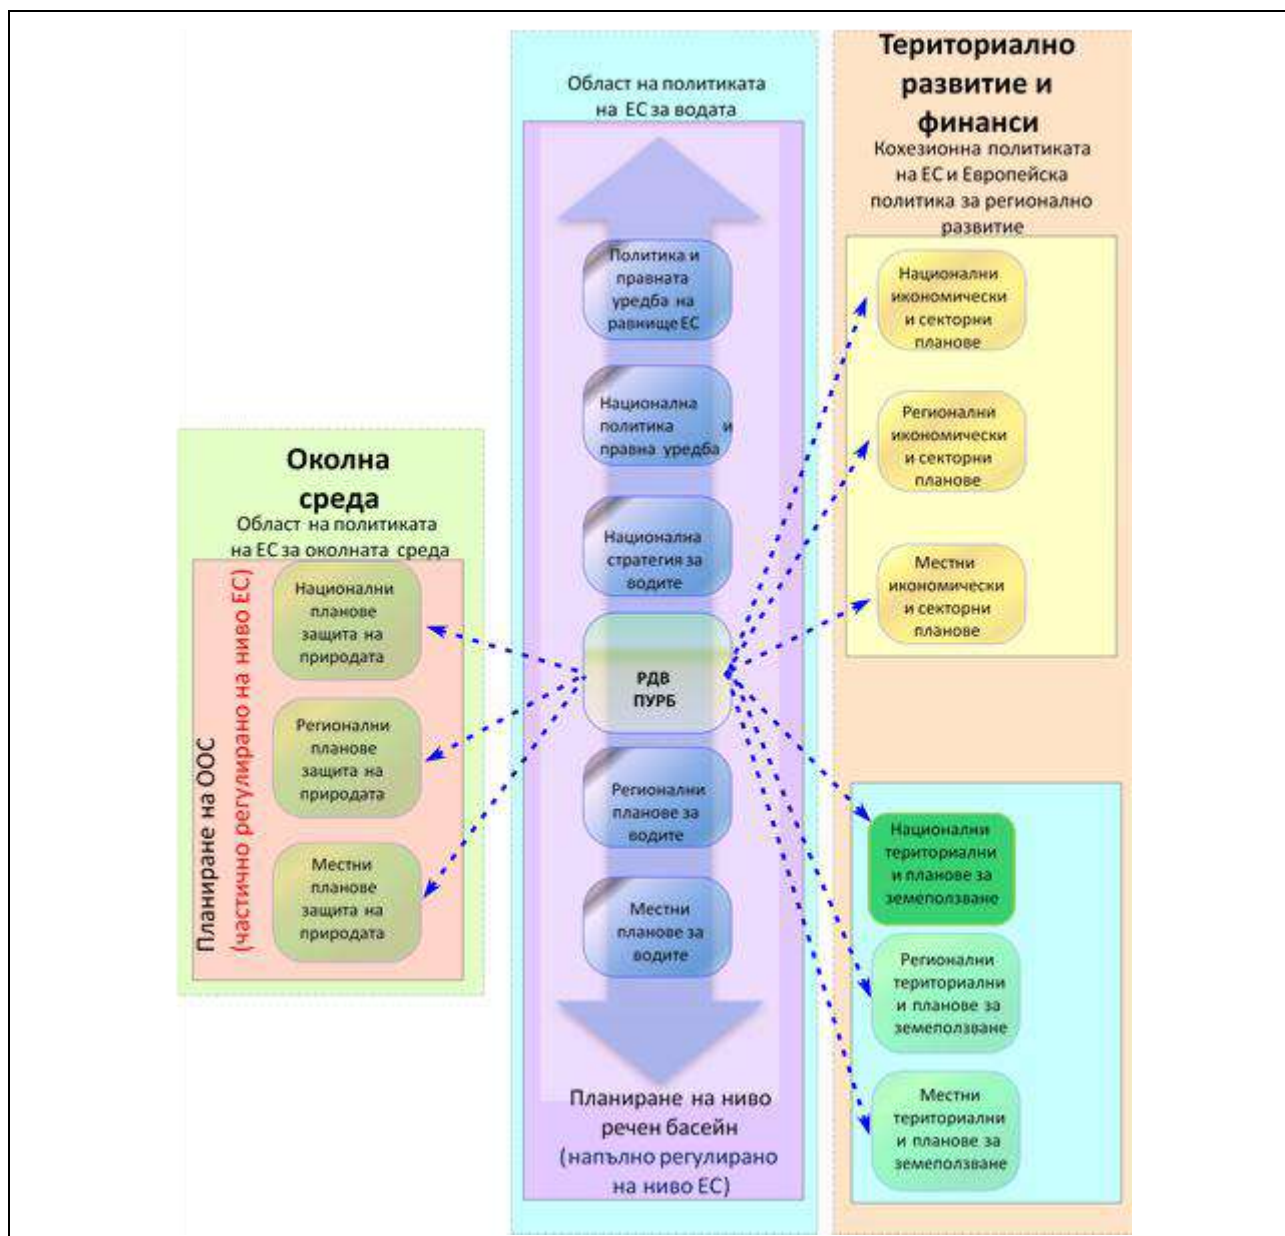 Околна
среда
Област на политиката
на ЕС за околната среда
Планиране на ООС
(частично регулирано на ниво ЕС)
Национални
планове
защита на
природата
Регионални
планове
защита на
природата
Местни
планове
защита на
природата
Област на политиката
на ЕС за водата
Политика и
правната
уредба на
равнище ЕС
Национална
политика и
правна уредба
Национална
стратегия за
водите
РДВ
ПУРБ
Регионални
планове за
водите
Местни
планове за
водите
Планиране на ниво
речен басейн
(напълно регулирано
на ниво ЕС)
Териториално
развитие и
финанси
Кохезионна политиката
на ЕС и Европейска
политика за регионално
развитие
Национални
икономически
и секторни
планове
Регионални
икономически
и секторни
планове
Местни
икономически
и секторни
планове
Национални
териториални
и планове за
земеползване
Регионални
териториални
и планове за
земеползване
Местни
териториални
и планове за
земеползване